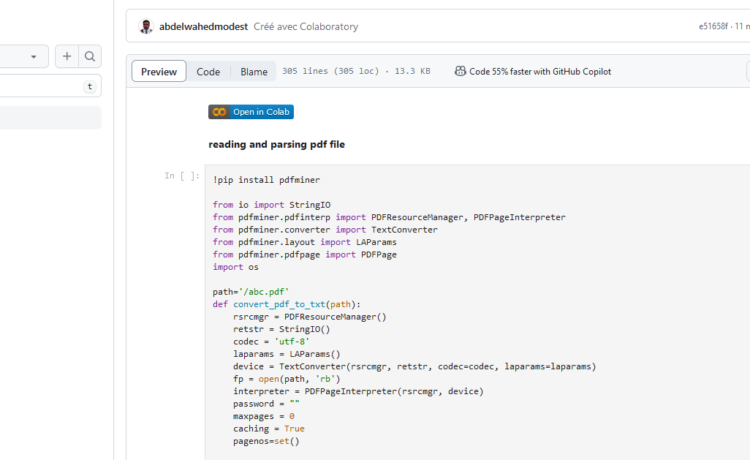 abdelwahedmodest Créé avec Colaboratory
e51658f · 11 m
t
Preview Code Blame 305 lines (305 loc) · 13.3 KB Code 55% faster with GitHub Copilot
Open in Colab
reading and parsing pdf file
In [ ]:
!pip install pdfminer
from io import StringIO
from pdfminer.pdfinterp import PDFResourceManager, PDFPageInterpreter
from pdfminer.converter import TextConverter
from pdfminer.layout import LAParams
from pdfminer.pdfpage import PDFPage
import os
path='/abc.pdf'
def convert_pdf_to_txt(path):
    rsrcmgr = PDFResourceManager()
    retstr = StringIO()
    codec = 'utf-8'
    laparams = LAParams()
    device = TextConverter(rsrcmgr, retstr, codec=codec, laparams=laparams)
    fp = open(path, 'rb')
    interpreter = PDFPageInterpreter(rsrcmgr, device)
    password = ""
    maxpages = 0
    caching = True
    pagenos=set()